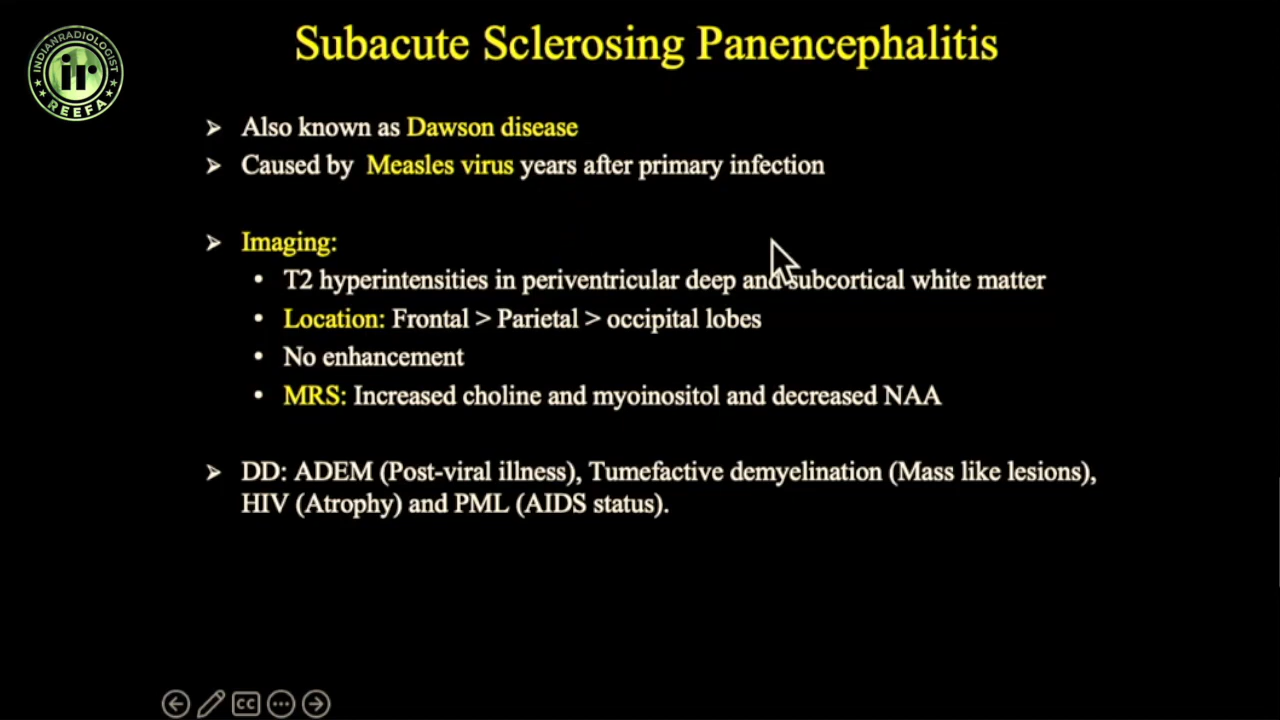 Subacute Sclerosing Panencephalitis
INDIANRADIOLOGIST
ir
REEFA
➢ Also known as Dawson disease
➢ Caused by Measles virus years after primary infection
➢ Imaging:
• T2 hyperintensities in periventricular deep and subcortical white matter
• Location: Frontal > Parietal > occipital lobes
• No enhancement
• MRS: Increased choline and myoinositol and decreased NAA
➢ DD: ADEM (Post-viral illness), Tumefactive demyelination (Mass like lesions),
HIV (Atrophy) and PML (AIDS status).
CC